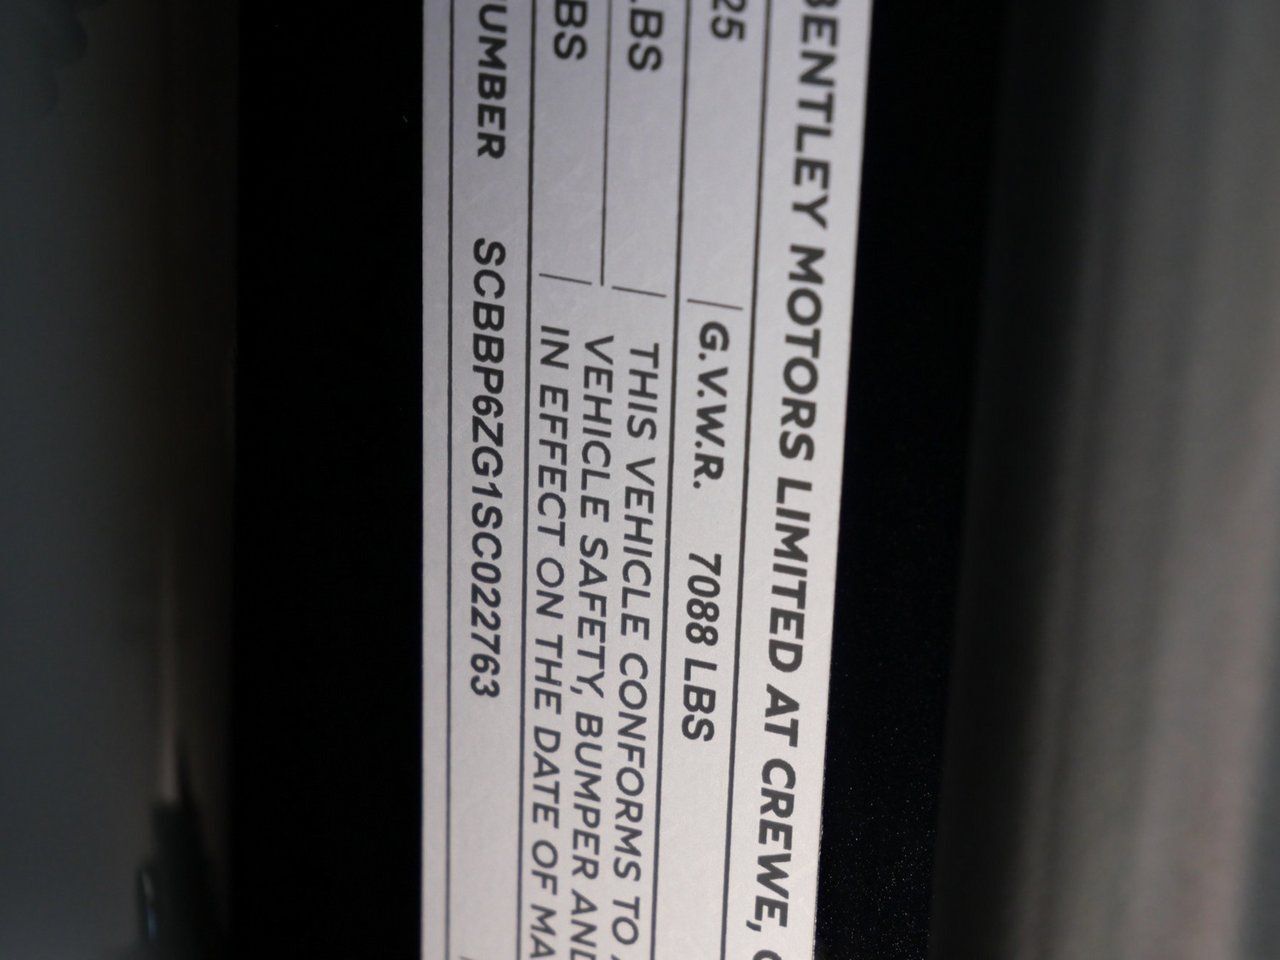 BENTLEY MOTORS LIMITED AT CREWE,
25 G.V.W.R. 7088 LBS
LBS THIS VEHICLE CONFORMS TO
VEHICLE SAFETY, BUMPER AND
BS IN EFFECT ON THE DATE OF MA
UMBER SCBBP6ZG1SC022763